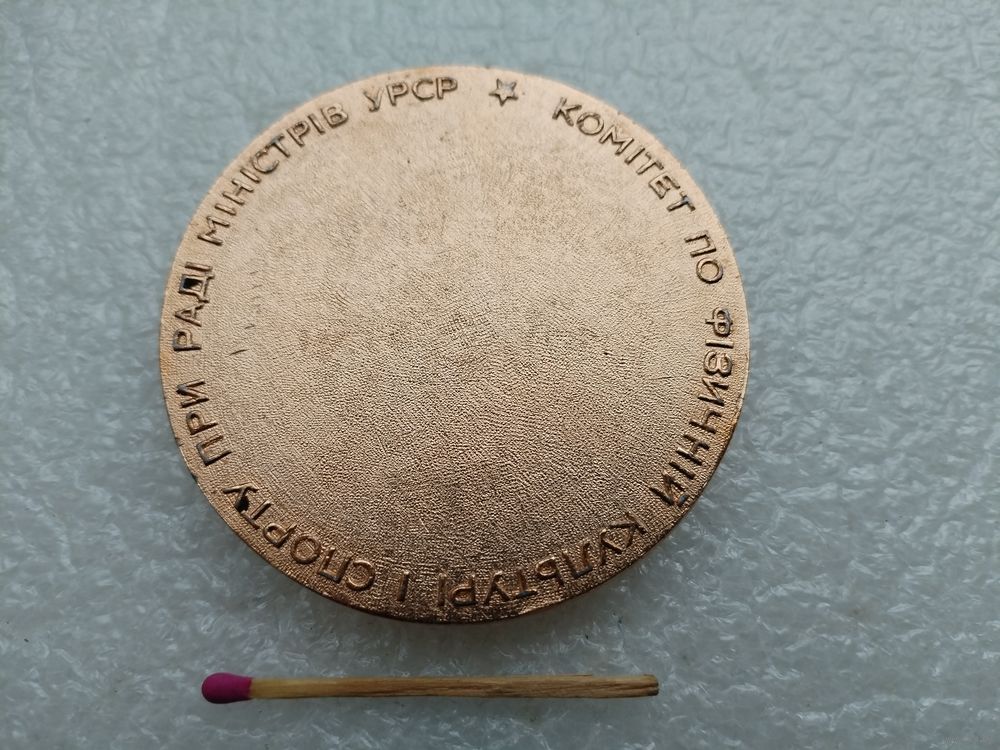 КОМІТЕТ ПО ФІЗИЧНІЙ КУЛЬТУРІ І СПОРТУ ПРИ РАДІ МІНІСТРІВ УРСР